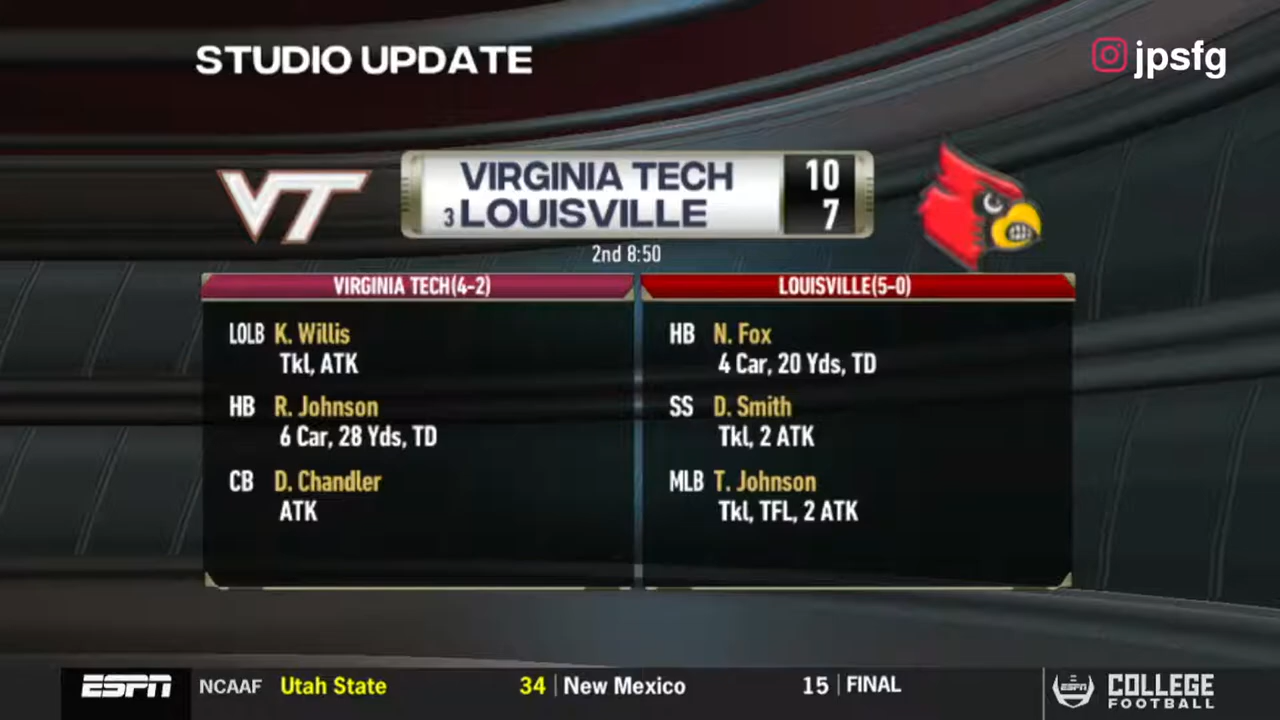 STUDIO UPDATE
jpsfg
VT
VIRGINIA TECH 10
3 LOUISVILLE 7
2nd 8:50
VIRGINIA TECH(4-2)
LOLB K. Willis
Tkl, ATK
HB R. Johnson
6 Car, 28 Yds, TD
CB D. Chandler
ATK
LOUISVILLE(5-0)
HB N. Fox
4 Car, 20 Yds, TD
SS D. Smith
Tkl, 2 ATK
MLB T. Johnson
Tkl, TFL, 2 ATK
ESPN NCAAF Utah State 34 New Mexico 15 FINAL
ESPN COLLEGE
FOOTBALL